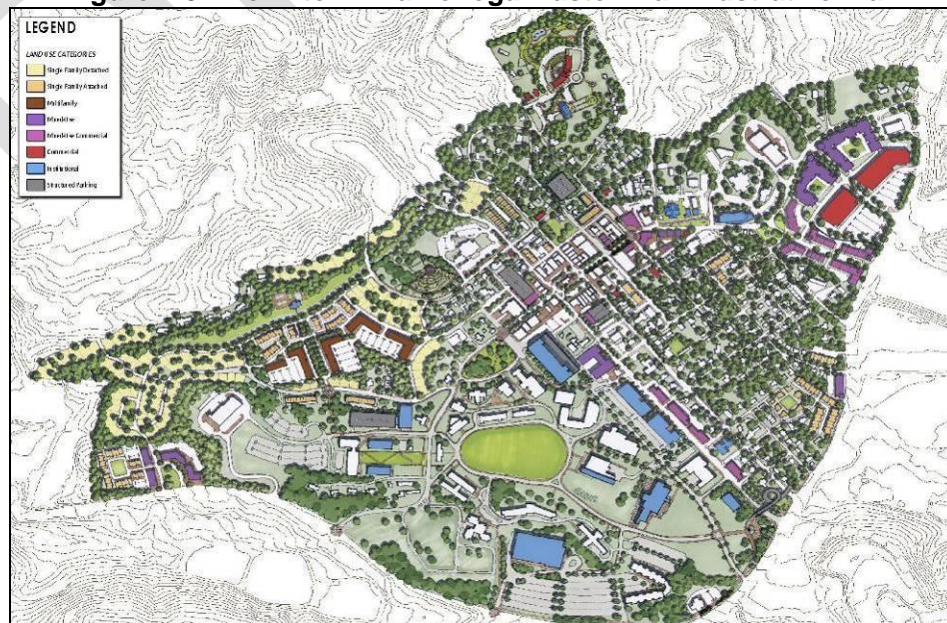 LEGEND
LAND USE CATEGORIES
Single Family Detached
Single Family Attached
Multifamily
Mixed-Use
Mixed-Use Commercial
Commercial
Institutional
Structured Parking